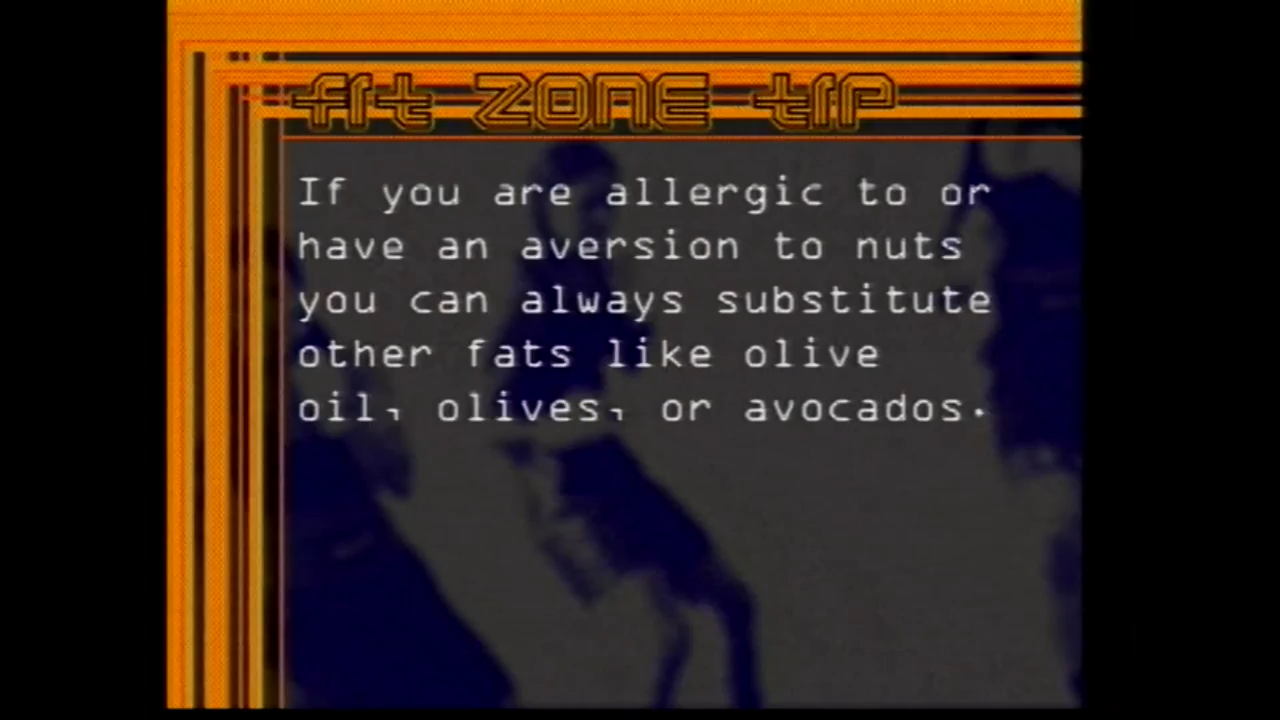 fit ZONE tip
If you are allergic to or
have an aversion to nuts
you can always substitute
other fats like olive
oil, olives, or avocados.